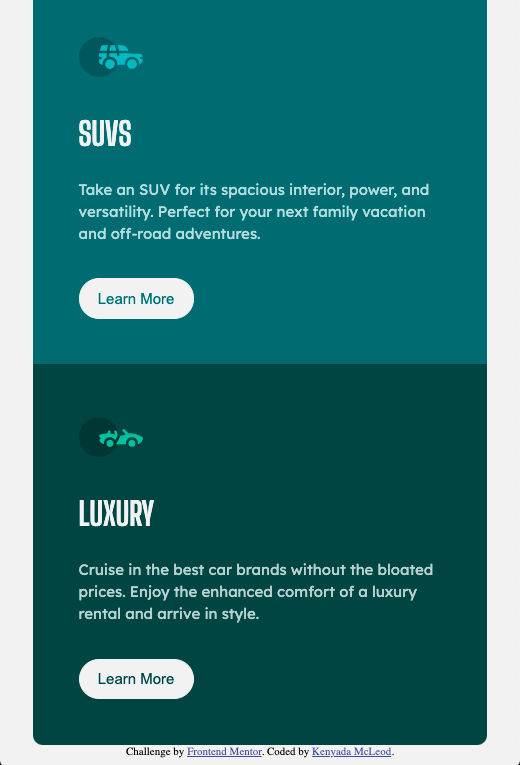 SUVS
Take an SUV for its spacious interior, power, and
versatility. Perfect for your next family vacation
and off-road adventures.
Learn More
LUXURY
Cruise in the best car brands without the bloated
prices. Enjoy the enhanced comfort of a luxury
rental and arrive in style.
Learn More
Challenge by Frontend Mentor. Coded by Kenyada McLeod.